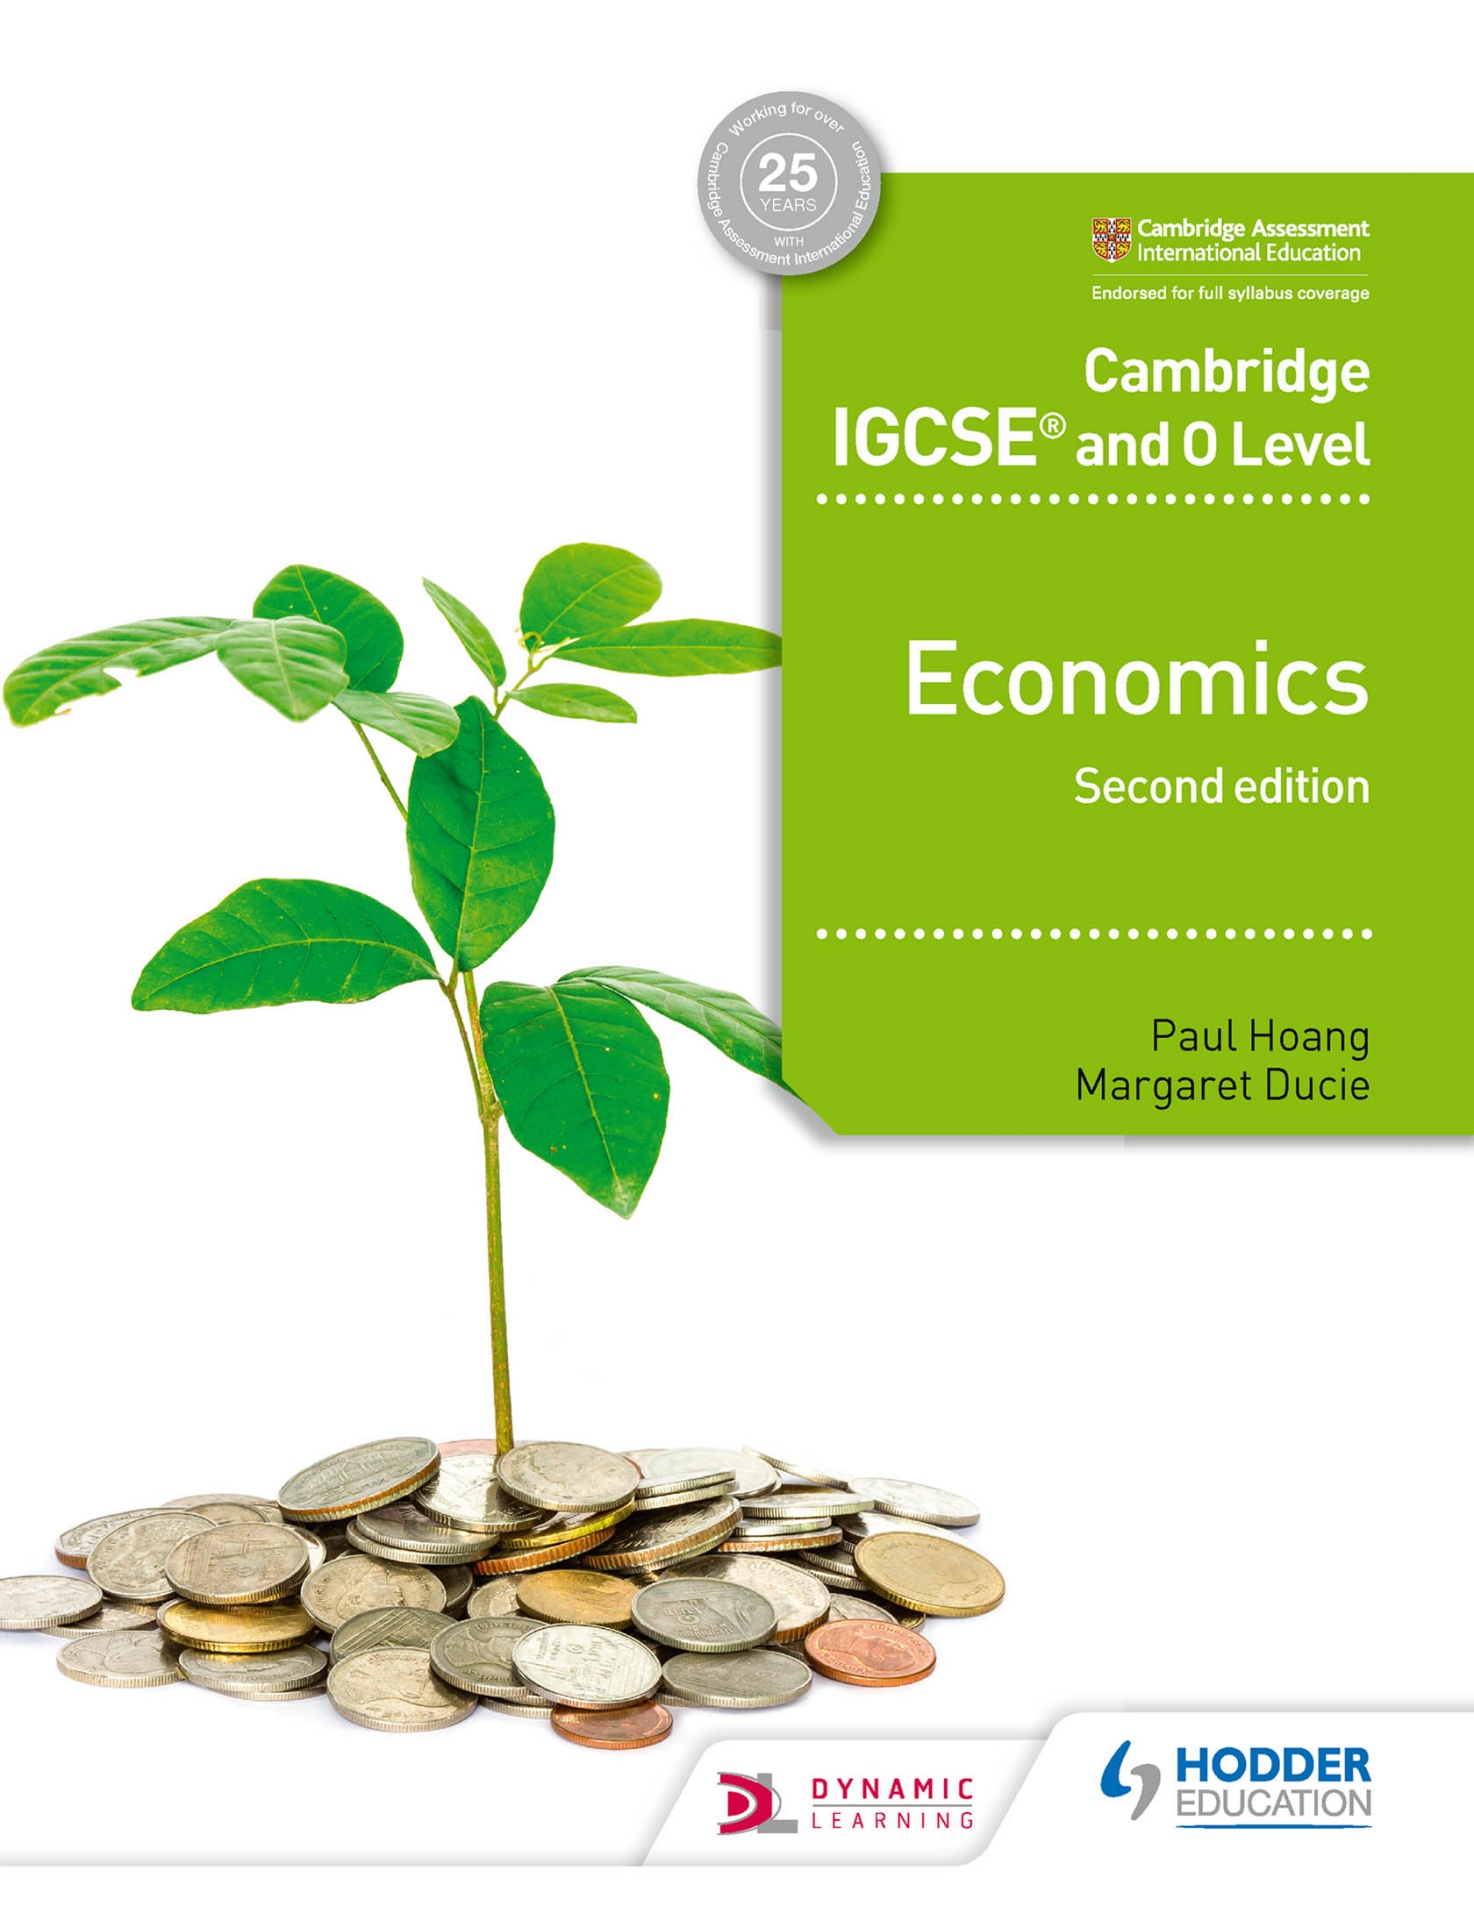 Working for over
25
YEARS
WITH
Cambridge Assessment International Education
Cambridge Assessment
International Education
Endorsed for full syllabus coverage
Cambridge
IGCSE® and O Level
Economics
Second edition
Paul Hoang
Margaret Ducie
DYNAMIC
LEARNING
HODDER
EDUCATION